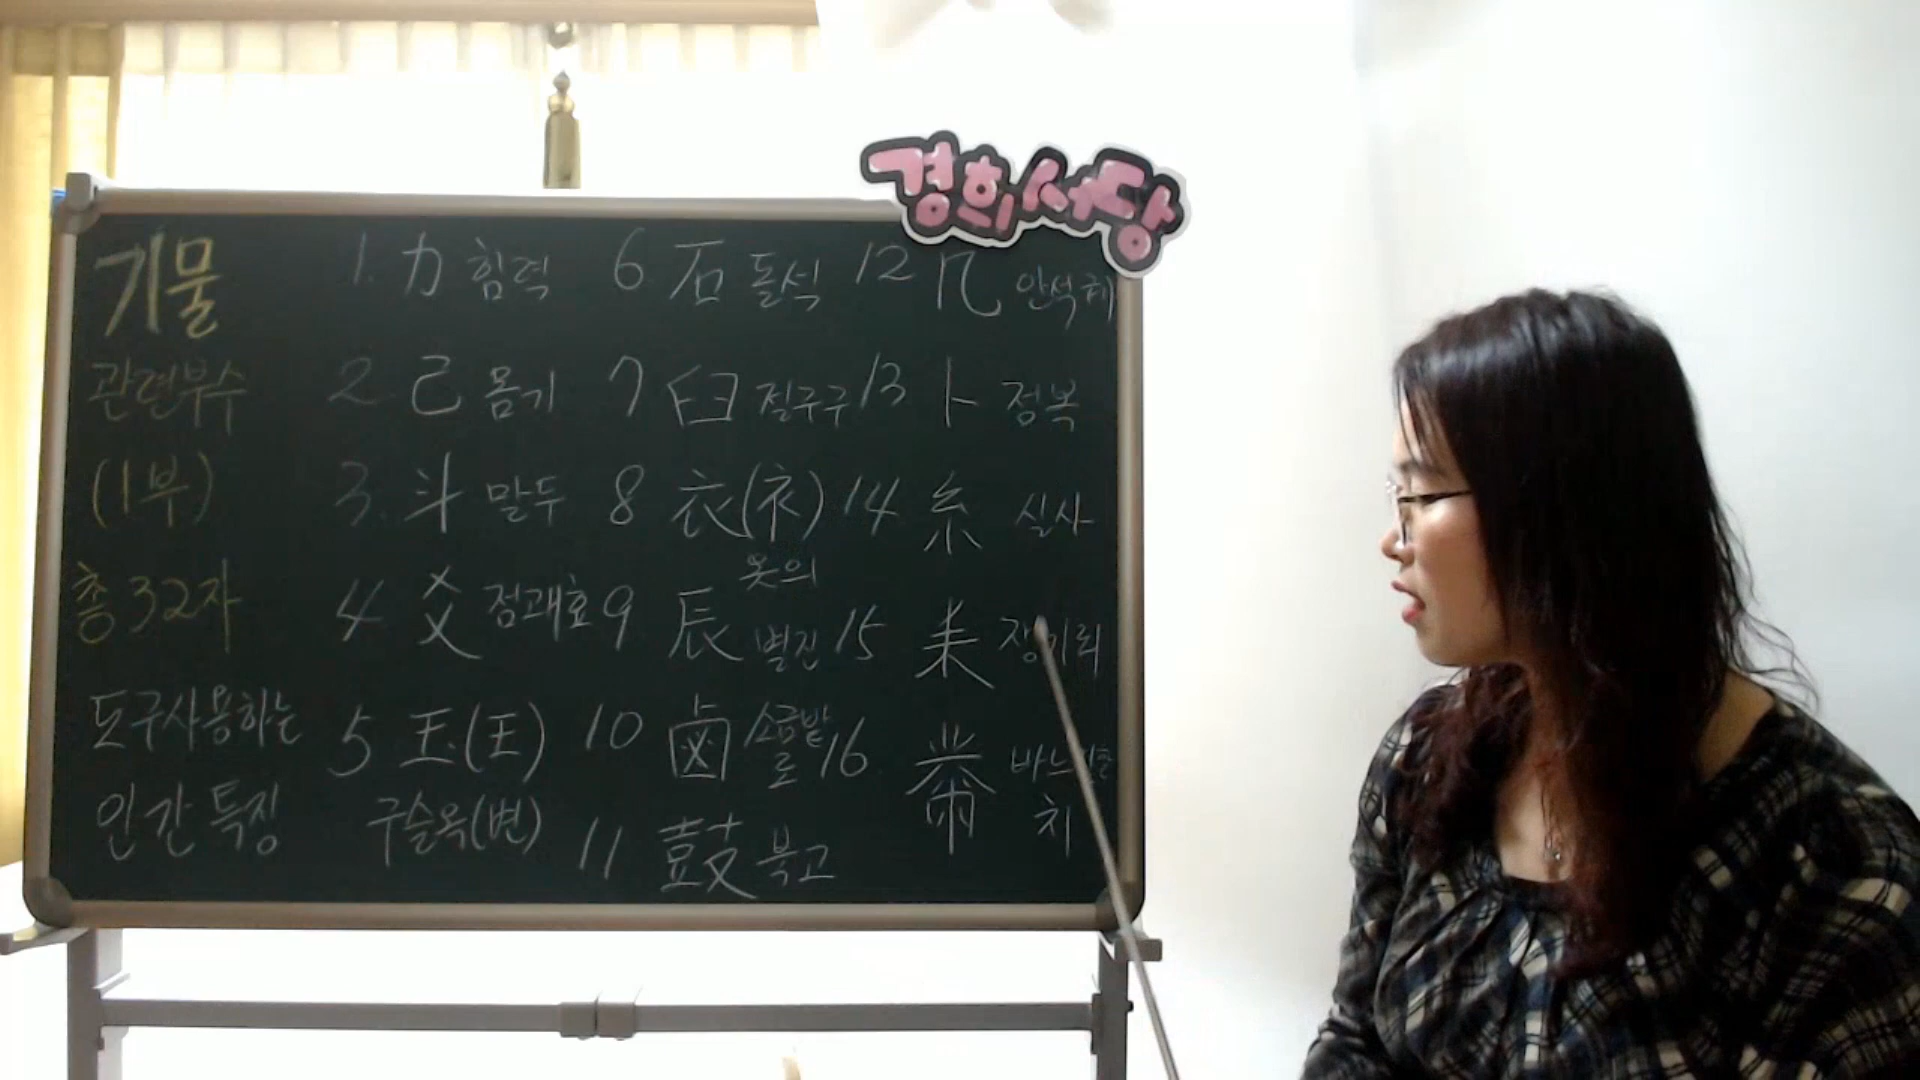 경희서당
기물
관련부수
(1부)
총 32자
도구사용하는
인간 특징
1. 力 힘력
2 己 몸기
3. 斗 말두
4 爻 점괘효
5 玉(王)
구슬옥(변)
6 石 돌석
7 臼 절구구
8 衣(衤)
옷의
9 辰 별진
10 鹵 소금밭
로
11 鼓 북고
12 几 안석궤
13 卜 점복
14 糸 실사
15 耒 쟁기뢰
16 黹 바느질할
치